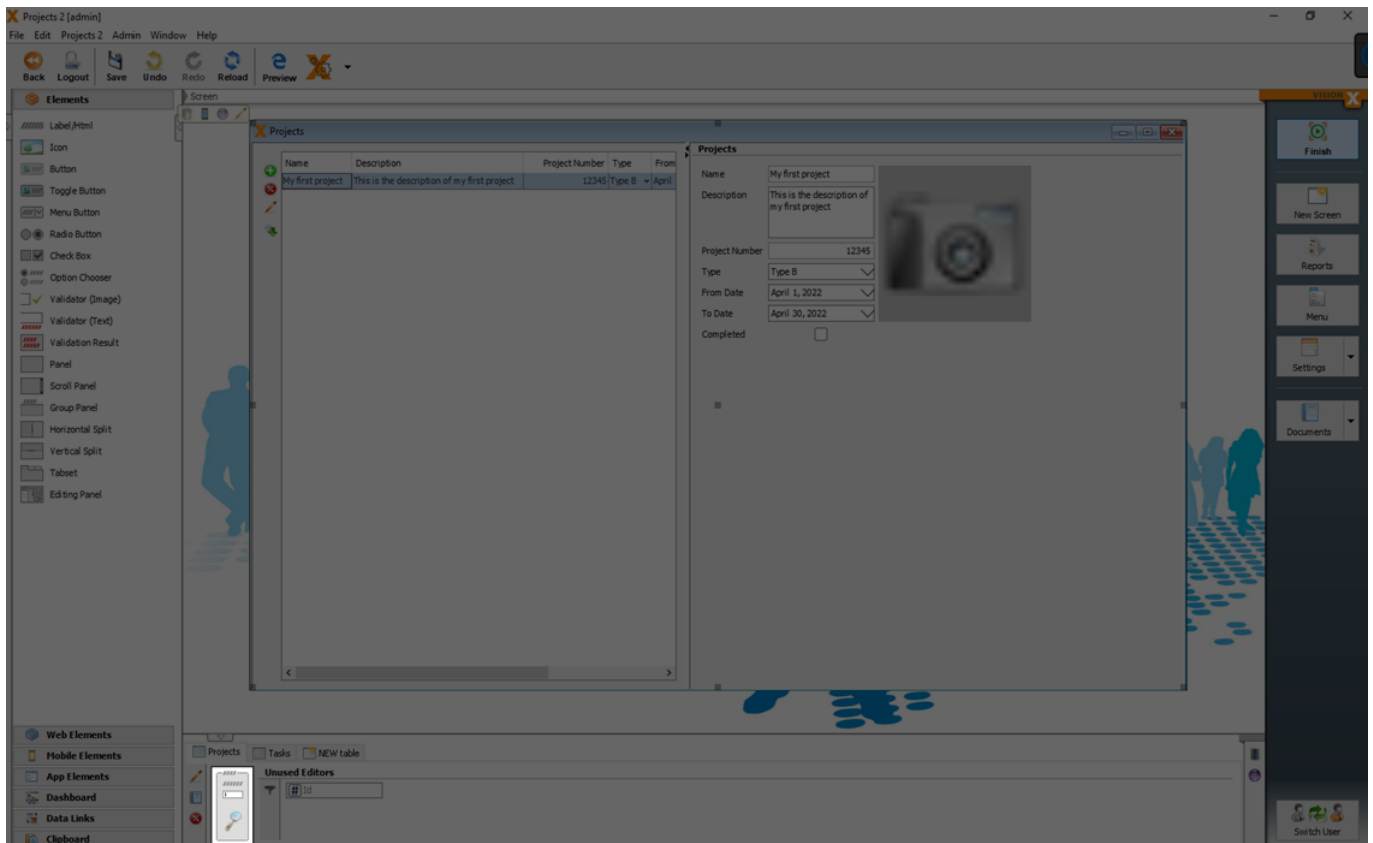 Projects 2 [admin]
File Edit Projects 2 Admin Window Help
Back Logout Save Undo Redo Reload Preview
Elements
Label/Html
Icon
Button
Toggle Button
Menu Button
Radio Button
Check Box
Option Chooser
Validator (Image)
Validator (Text)
Validation Result
Panel
Scroll Panel
Group Panel
Horizontal Split
Vertical Split
Tabset
Editing Panel
Web Elements
Mobile Elements
App Elements
Dashboard
Data Links
Clipboard
Screen
Projects
Name Description Project Number Type From
My first project This is the description of my first project 12345 Type B April
Projects
Name My first project
Description This is the description of
my first project
Project Number 12345
Type Type B
From Date April 1, 2022
To Date April 30, 2022
Completed
Projects Tasks NEW table
Unused Editors
# Id
VISION X
Finish
New Screen
Reports
Menu
Settings
Documents
Switch User